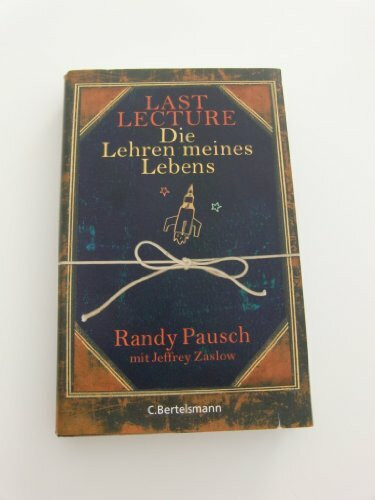 LAST
LECTURE
Die
Lehren meines
Lebens
Randy Pausch
mit Jeffrey Zaslow
C.Bertelsmann